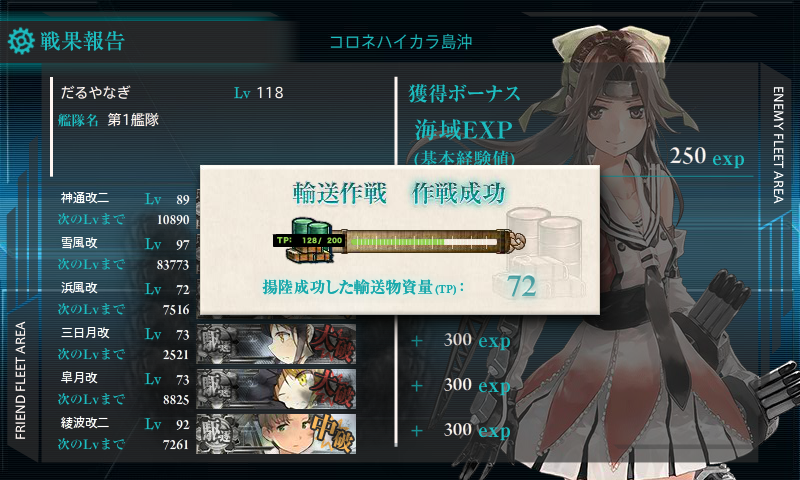 戦果報告
コロネハイカラ島沖
だるやなぎ Lv 118
艦隊名 第1艦隊
獲得ボーナス
海域EXP
(基本経験値)
250 exp
輸送作戦 作戦成功
TP: 128/ 200
揚陸成功した輸送物資量(TP): 72
神通改二 Lv 89
次のLvまで 10890
雪風改 Lv 97
次のLvまで 83773
浜風改 Lv 72
次のLvまで 7516
三日月改 Lv 73
次のLvまで 2521
駆逐 大破
+ 300 exp
皐月改 Lv 73
次のLvまで 8825
駆逐 大破
+ 300 exp
綾波改二 Lv 92
次のLvまで 7261
駆逐 中破
+ 300 exp
FRIEND FLEET AREA
ENEMY FLEET AREA